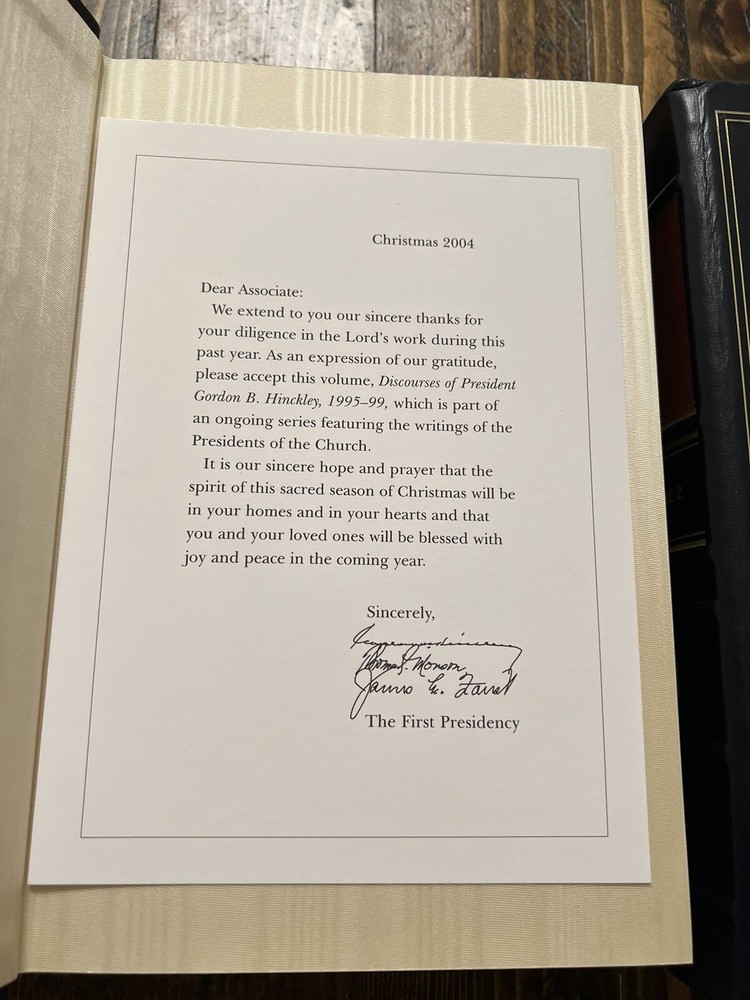 Christmas 2004
Dear Associate:
We extend to you our sincere thanks for
your diligence in the Lord's work during this
past year. As an expression of our gratitude,
please accept this volume, Discourses of President
Gordon B. Hinckley, 1995–99, which is part of
an ongoing series featuring the writings of the
Presidents of the Church.
It is our sincere hope and prayer that the
spirit of this sacred season of Christmas will be
in your homes and in your hearts and that
you and your loved ones will be blessed with
joy and peace in the coming year.
Sincerely,
Thomas S. Monson
James E. Faust
The First Presidency